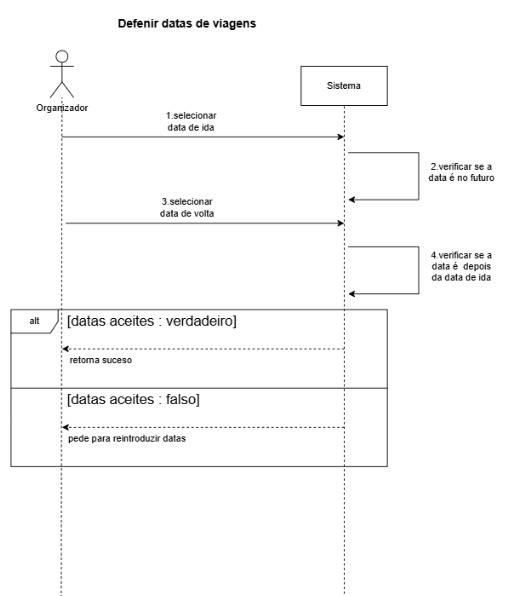 Defenir datas de viagens
Organizador
Sistema
1.selecionar
data de ida
2.verificar se a
data é no futuro
3.selecionar
data de volta
4.verificar se a
data é depois
da data de ida
alt
[datas aceites : verdadeiro]
retorna suceso
[datas aceites : falso]
pede para reintroduzir datas